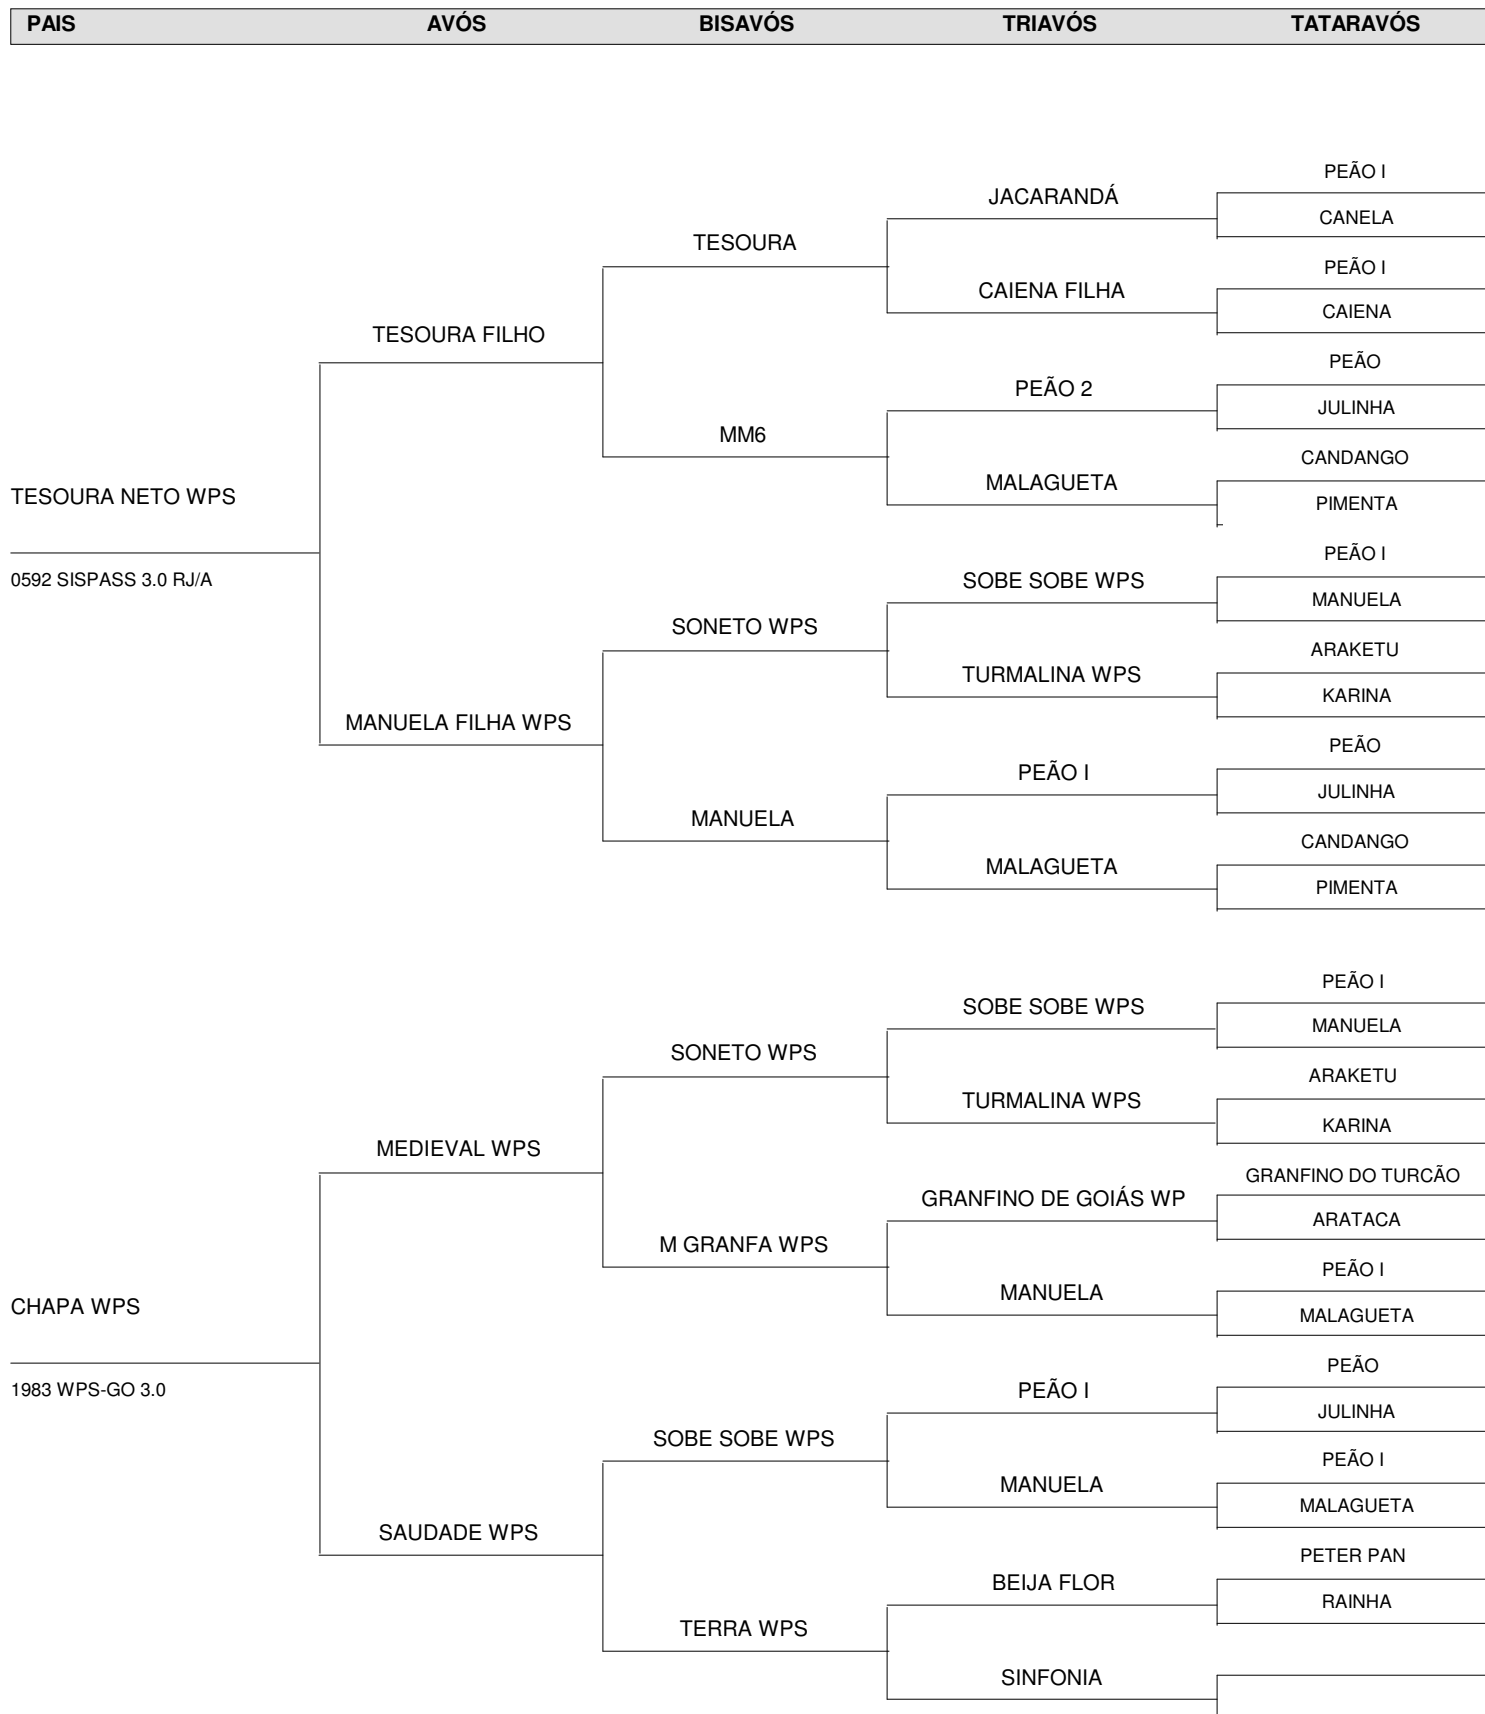 PAIS AVÓS BISAVÓS TRIAVÓS TATARAVÓS
PEÃO I
JACARANDÁ
CANELA
TESOURA
PEÃO I
CAIENA FILHA
CAIENA
TESOURA FILHO
PEÃO
PEÃO 2
JULINHA
MM6
CANDANGO
MALAGUETA
PIMENTA
TESOURA NETO WPS
0592 SISPASS 3.0 RJ/A
PEÃO I
SOBE SOBE WPS
MANUELA
SONETO WPS
ARAKETU
TURMALINA WPS
KARINA
MANUELA FILHA WPS
PEÃO
PEÃO I
JULINHA
MANUELA
CANDANGO
MALAGUETA
PIMENTA
PEÃO I
SOBE SOBE WPS
MANUELA
SONETO WPS
ARAKETU
TURMALINA WPS
KARINA
MEDIEVAL WPS
GRANFINO DO TURCÃO
GRANFINO DE GOIÁS WP
ARATACA
M GRANFA WPS
PEÃO I
MANUELA
MALAGUETA
CHAPA WPS
1983 WPS-GO 3.0
PEÃO
PEÃO I
JULINHA
SOBE SOBE WPS
PEÃO I
MANUELA
MALAGUETA
SAUDADE WPS
PETER PAN
BEIJA FLOR
RAINHA
TERRA WPS
SINFONIA